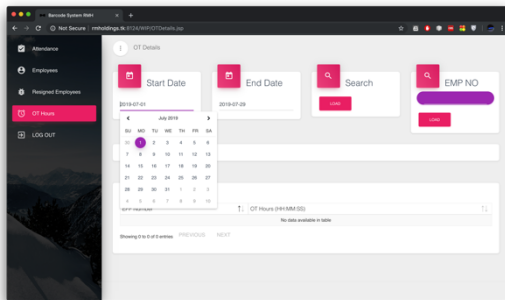 Barcode System RMH
Not Secure | rmholdings.tk:8124/WIP/OTDetails.jsp
Attendance
Employees
Resigned Employees
OT Hours
LOG OUT
OT Details
Start Date
2019-07-01
End Date
2019-07-29
Search
LOAD
EMP NO
LOAD
July 2019
SU MO TU WE TH FR SA
30 1 2 3 4 5 6
7 8 9 10 11 12 13
14 15 16 17 18 19 20
21 22 23 24 25 26 27
28 29 30 31 1 2 3
4 5 6 7 8 9 10
OT Hours (HH:MM:SS)
No data available in table
Showing 0 to 0 of 0 entries PREVIOUS NEXT